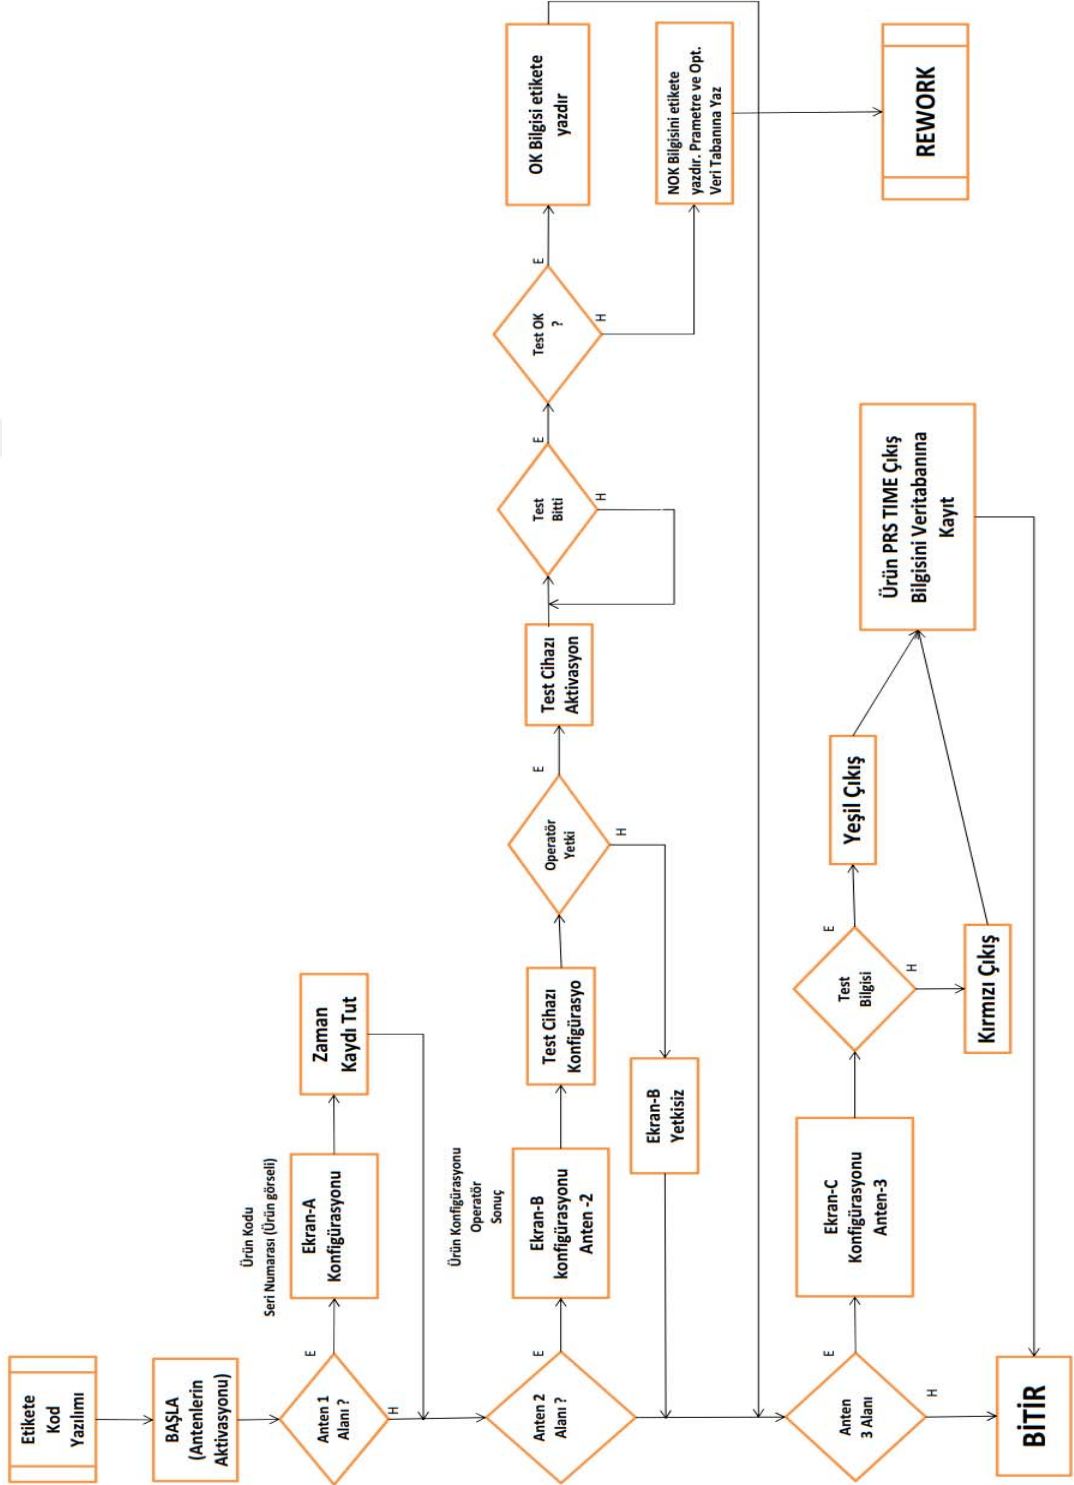 Etikete
Kod
Yazılımı
BAŞLA
(Antenlerin
Aktivasyonu)
Anten 1
Alanı ?
E
H
Ürün Kodu
Seri Numarası (Ürün görseli)
Ekran-A
Konfigürasyonu
Zaman
Kaydı Tut
Anten 2
Alanı ?
E
Ürün Konfigürasyonu
Operatör
Sonuç
Ekran-B
konfigürasyonu
Anten -2
Test Cihazı
Konfigürasyo
Operatör
Yetki
E
H
Ekran-B
Yetkisiz
Test Cihazı
Aktivasyon
Test
Bitti
E
H
Test OK
?
E
H
OK Bilgisi etikete
yazdır
NOK Bilgisini etikete
yazdır. Prametre ve Opt.
Veri Tabanına Yaz
REWORK
Anten
3 Alanı
E
H
Ekran-C
Konfigürasyonu
Anten-3
Test
Bilgisi
E
H
Yeşil Çıkış
Kırmızı Çıkış
Ürün PRS TIME Çıkış
Bilgisini Veritabanına
Kayıt
BİTİR